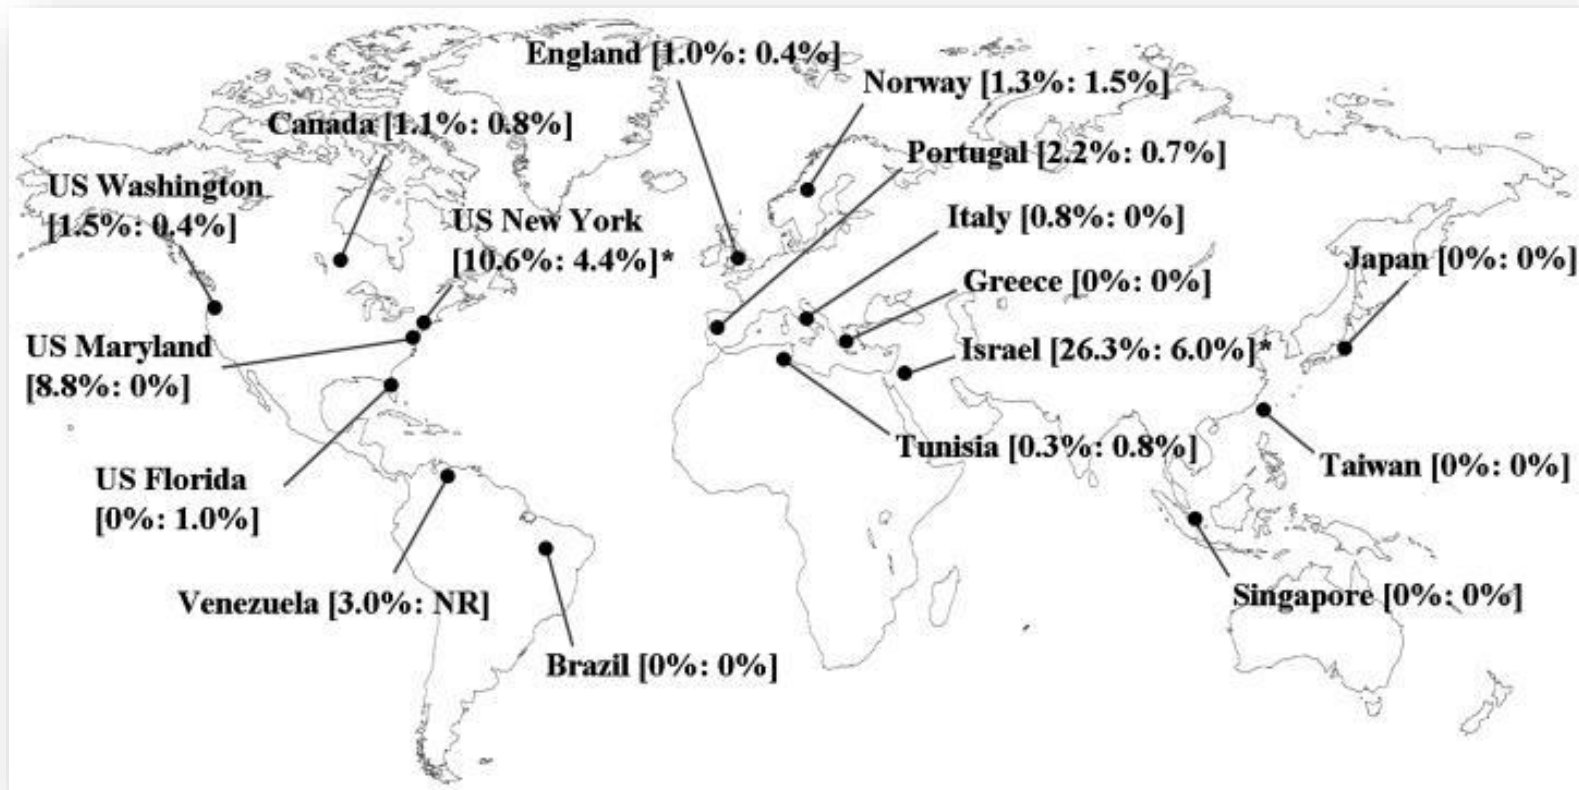 England [1.0%: 0.4%]
Norway [1.3%: 1.5%]
Canada [1.1%: 0.8%]
Portugal [2.2%: 0.7%]
US Washington
[1.5%: 0.4%]
US New York
[10.6%: 4.4%]*
Italy [0.8%: 0%]
Japan [0%: 0%]
Greece [0%: 0%]
US Maryland
[8.8%: 0%]
Israel [26.3%: 6.0%]*
Tunisia [0.3%: 0.8%]
Taiwan [0%: 0%]
US Florida
[0%: 1.0%]
Venezuela [3.0%: NR]
Singapore [0%: 0%]
Brazil [0%: 0%]